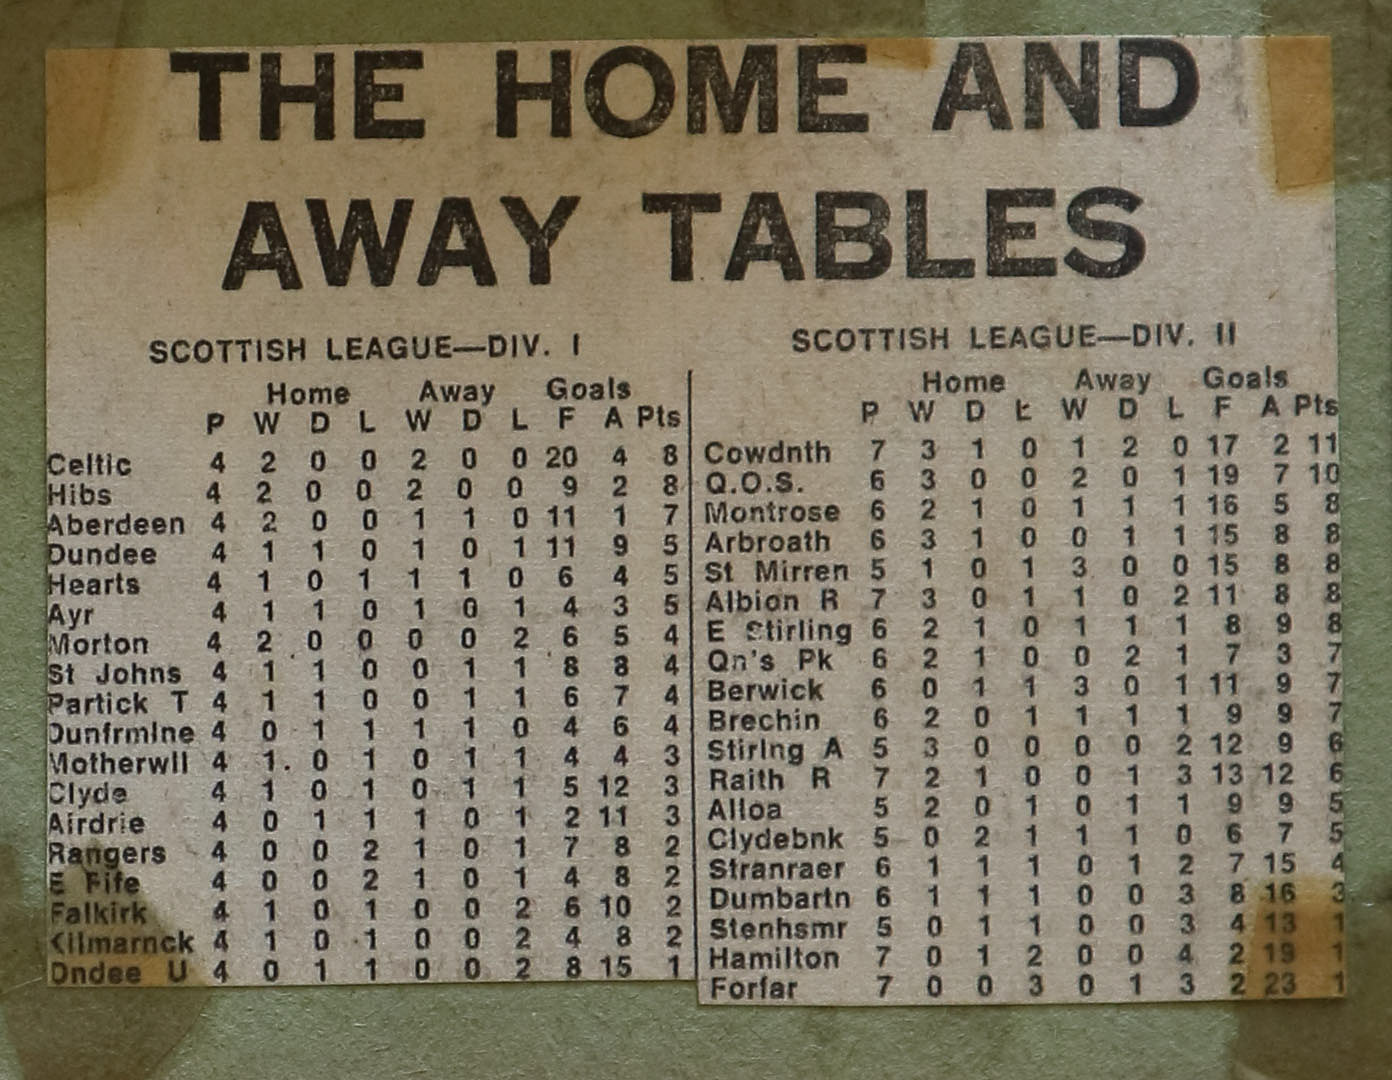 THE HOME AND
AWAY TABLES
SCOTTISH LEAGUE—DIV. I
Home Away Goals
P W D L W D L F A Pts
Celtic 4 2 0 0 2 0 0 20 4 8
Hibs 4 2 0 0 2 0 0 9 2 8
Aberdeen 4 2 0 0 1 1 0 11 1 7
Dundee 4 1 1 0 1 0 1 11 9 5
Hearts 4 1 0 1 1 1 0 6 4 5
Ayr 4 1 1 0 1 0 1 4 3 5
Morton 4 2 0 0 0 0 2 6 5 4
St Johns 4 1 1 0 0 1 1 8 8 4
Partick T 4 1 1 0 0 1 1 6 7 4
Dunfrmlne 4 0 1 1 1 1 0 4 6 4
Motherwll 4 1 0 1 0 1 1 4 4 3
Clyde 4 1 0 1 0 1 1 5 12 3
Airdrie 4 0 1 1 1 0 1 2 11 3
Rangers 4 0 0 2 1 0 1 7 8 2
E Fife 4 0 0 2 1 0 1 4 8 2
Falkirk 4 1 0 1 0 0 2 6 10 2
Kilmarnck 4 1 0 1 0 0 2 4 8 2
Dndee U 4 0 1 1 0 0 2 8 15 1
SCOTTISH LEAGUE—DIV. II
Home Away Goals
P W D L W D L F A Pts
Cowdnth 7 3 1 0 1 2 0 17 2 11
Q.O.S. 6 3 0 0 2 0 1 19 7 10
Montrose 6 2 1 0 1 1 1 16 5 8
Arbroath 6 3 1 0 0 1 1 15 8 8
St Mirren 5 1 0 1 3 0 0 15 8 8
Albion R 7 3 0 1 1 0 2 11 8 8
E Stirling 6 2 1 0 1 1 1 8 9 8
Qn's Pk 6 2 1 0 0 2 1 7 3 7
Berwick 6 0 1 1 3 0 1 11 9 7
Brechin 6 2 0 1 1 1 1 9 9 7
Stirlng A 5 3 0 0 0 0 2 12 9 6
Raith R 7 2 1 0 0 1 3 13 12 6
Alloa 5 2 0 1 0 1 1 9 9 5
Clydebnk 5 0 2 1 1 1 0 6 7 5
Stranraer 6 1 1 1 0 1 2 7 15 4
Dumbartn 6 1 1 1 0 0 3 8 16 3
Stenhsmr 5 0 1 1 0 0 3 4 13 1
Hamilton 7 0 1 2 0 0 4 2 19 1
Forfar 7 0 0 3 0 1 3 2 23 1